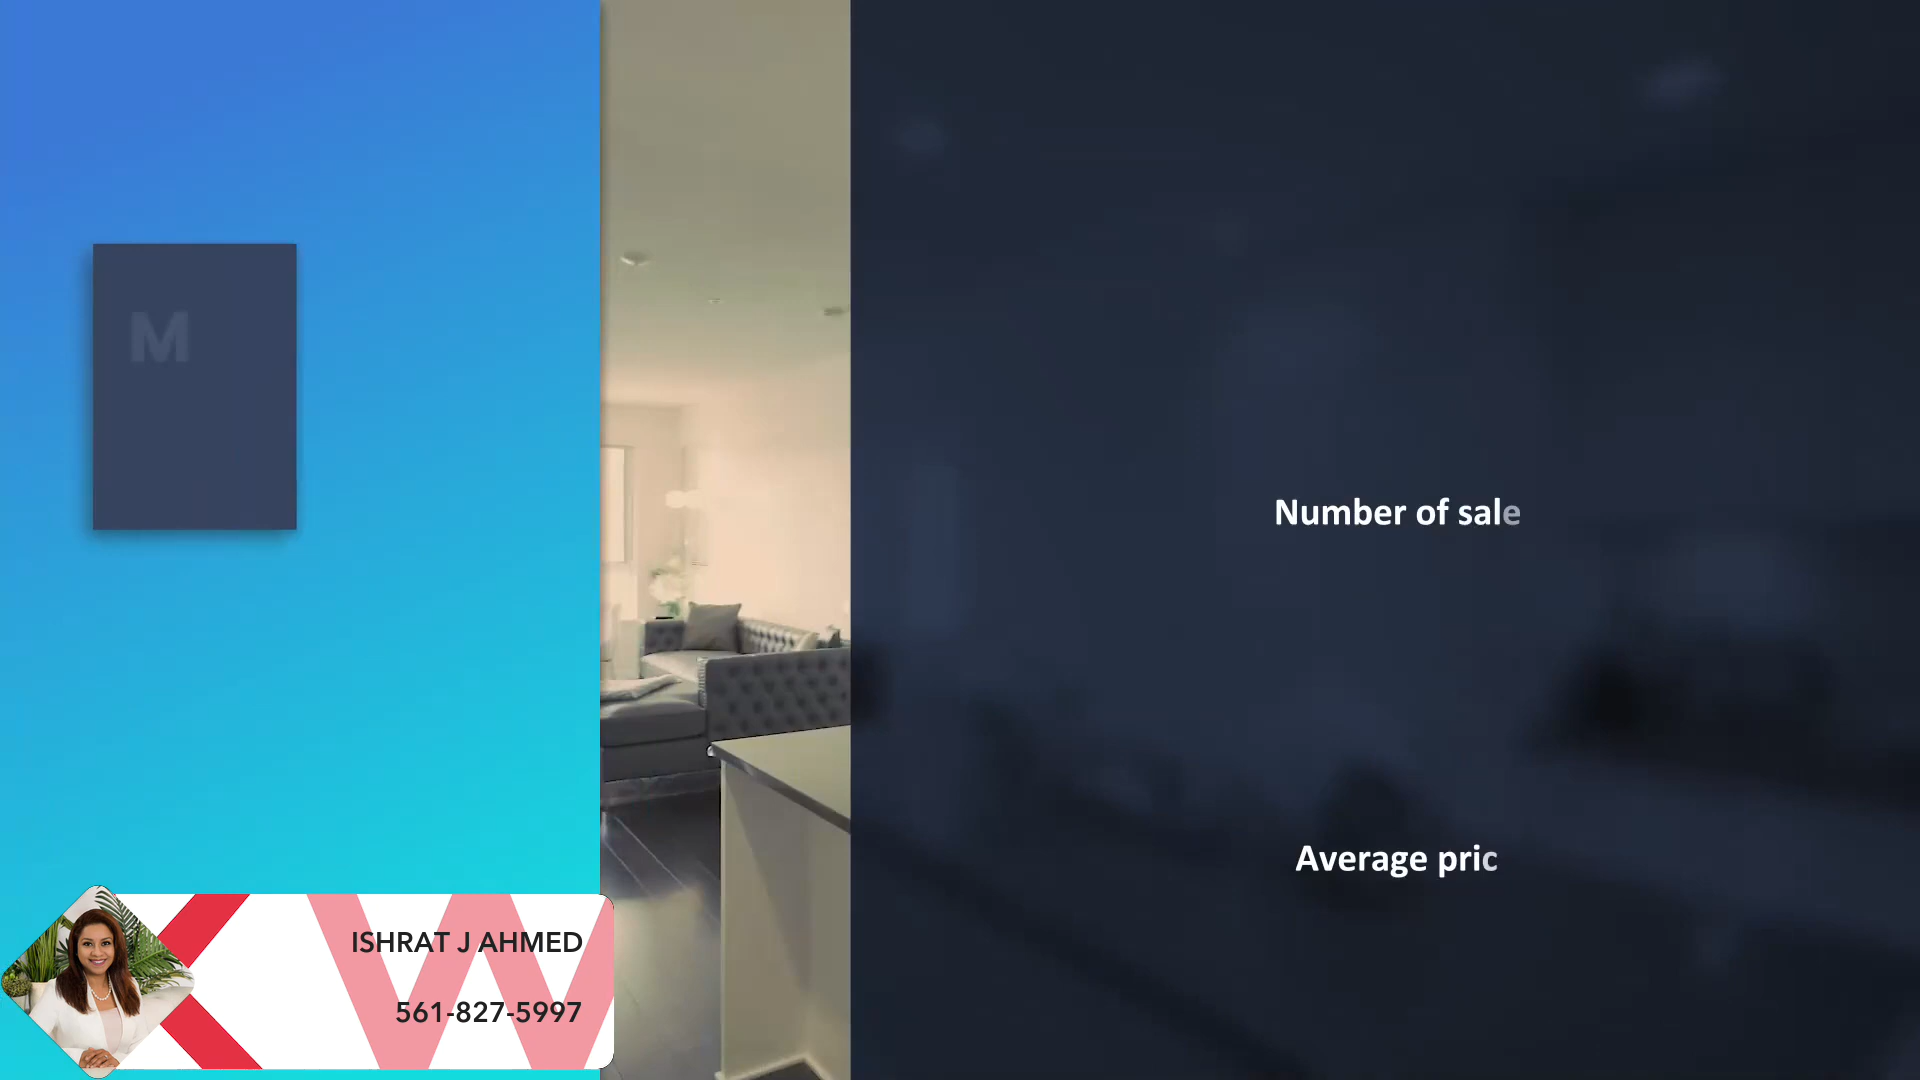 M
Number of sale
Average pric
ISHRAT J AHMED
561-827-5997